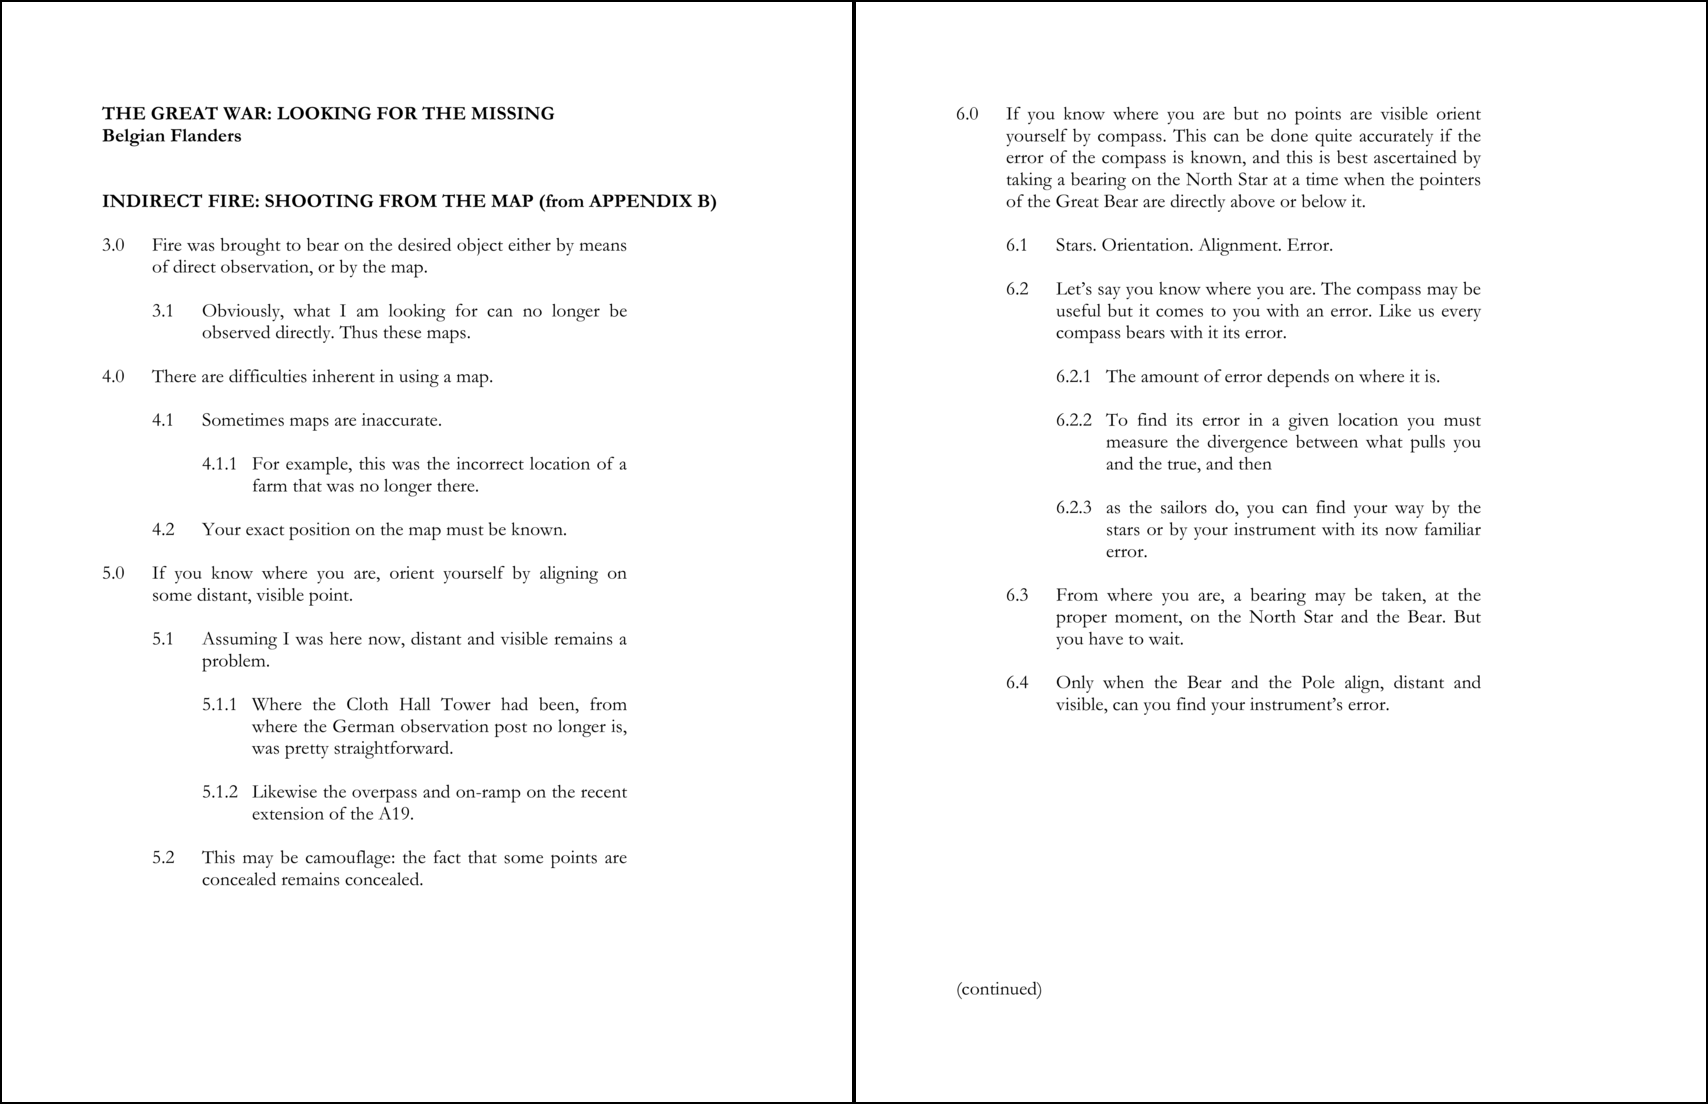 THE GREAT WAR: LOOKING FOR THE MISSING
Belgian Flanders
INDIRECT FIRE: SHOOTING FROM THE MAP (from APPENDIX B)
3.0 Fire was brought to bear on the desired object either by means
of direct observation, or by the map.
3.1 Obviously, what I am looking for can no longer be
observed directly. Thus these maps.
4.0 There are difficulties inherent in using a map.
4.1 Sometimes maps are inaccurate.
4.1.1 For example, this was the incorrect location of a
farm that was no longer there.
4.2 Your exact position on the map must be known.
5.0 If you know where you are, orient yourself by aligning on
some distant, visible point.
5.1 Assuming I was here now, distant and visible remains a
problem.
5.1.1 Where the Cloth Hall Tower had been, from
where the German observation post no longer is,
was pretty straightforward.
5.1.2 Likewise the overpass and on-ramp on the recent
extension of the A19.
5.2 This may be camouflage: the fact that some points are
concealed remains concealed.
6.0 If you know where you are but no points are visible orient
yourself by compass. This can be done quite accurately if the
error of the compass is known, and this is best ascertained by
taking a bearing on the North Star at a time when the pointers
of the Great Bear are directly above or below it.
6.1 Stars. Orientation. Alignment. Error.
6.2 Let’s say you know where you are. The compass may be
useful but it comes to you with an error. Like us every
compass bears with it its error.
6.2.1 The amount of error depends on where it is.
6.2.2 To find its error in a given location you must
measure the divergence between what pulls you
and the true, and then
6.2.3 as the sailors do, you can find your way by the
stars or by your instrument with its now familiar
error.
6.3 From where you are, a bearing may be taken, at the
proper moment, on the North Star and the Bear. But
you have to wait.
6.4 Only when the Bear and the Pole align, distant and
visible, can you find your instrument’s error.
(continued)